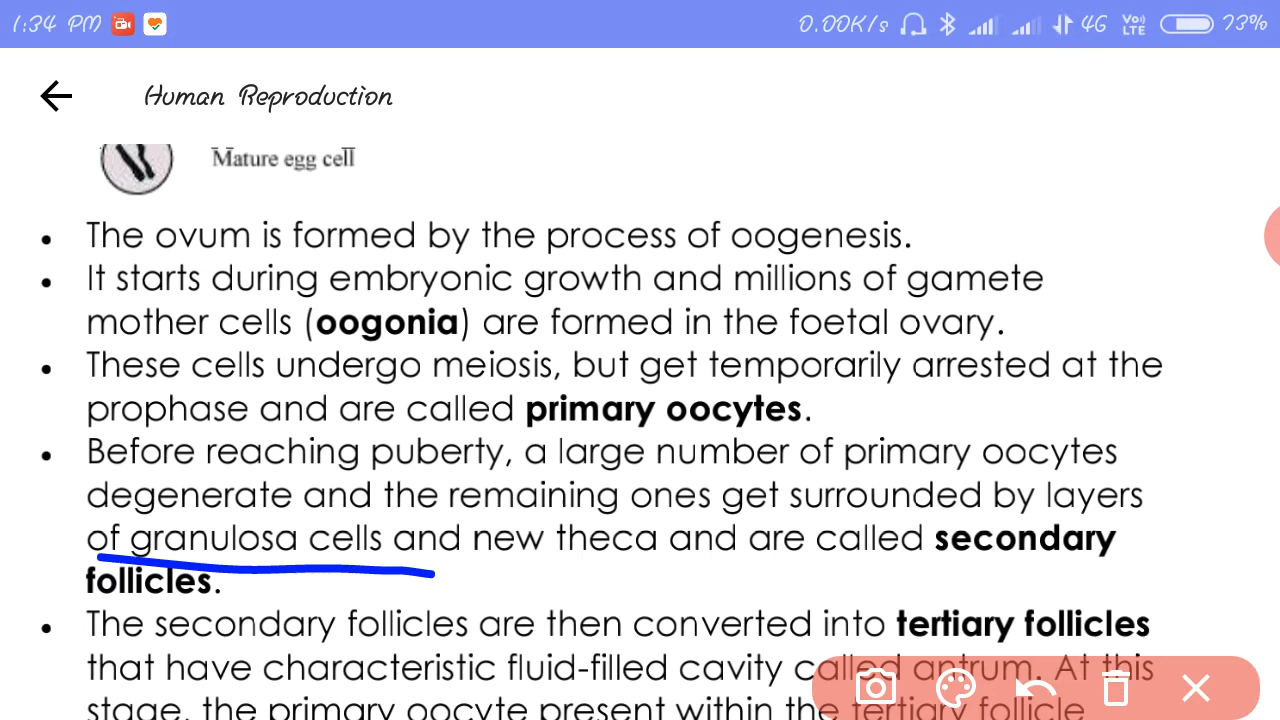 1:34 PM 0.00K/s 4G VoD LTE 73%
Human Reproduction
Mature egg cell
• The ovum is formed by the process of oogenesis.
• It starts during embryonic growth and millions of gamete
mother cells (oogonia) are formed in the foetal ovary.
• These cells undergo meiosis, but get temporarily arrested at the
prophase and are called primary oocytes.
• Before reaching puberty, a large number of primary oocytes
degenerate and the remaining ones get surrounded by layers
of granulosa cells and new theca and are called secondary
follicles.
• The secondary follicles are then converted into tertiary follicles
that have characteristic fluid-filled cavity called antrum. At this
stage, the primary oocyte present within the tertiary follicle